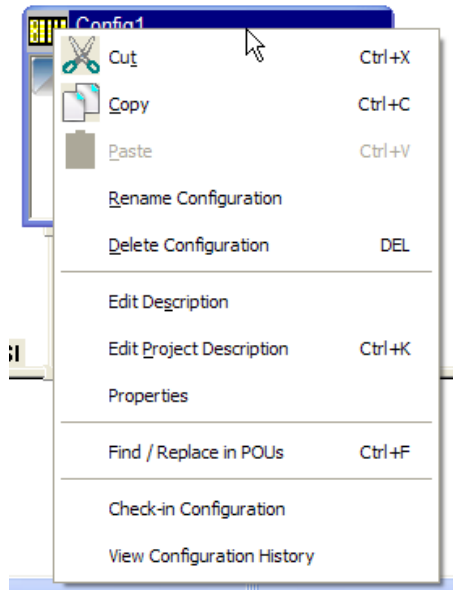 Config1
Cut Ctrl+X
Copy Ctrl+C
Paste Ctrl+V
Rename Configuration
Delete Configuration DEL
Edit Description
SI
Edit Project Description Ctrl+K
Properties
Find / Replace in POUs Ctrl+F
Check-in Configuration
View Configuration History